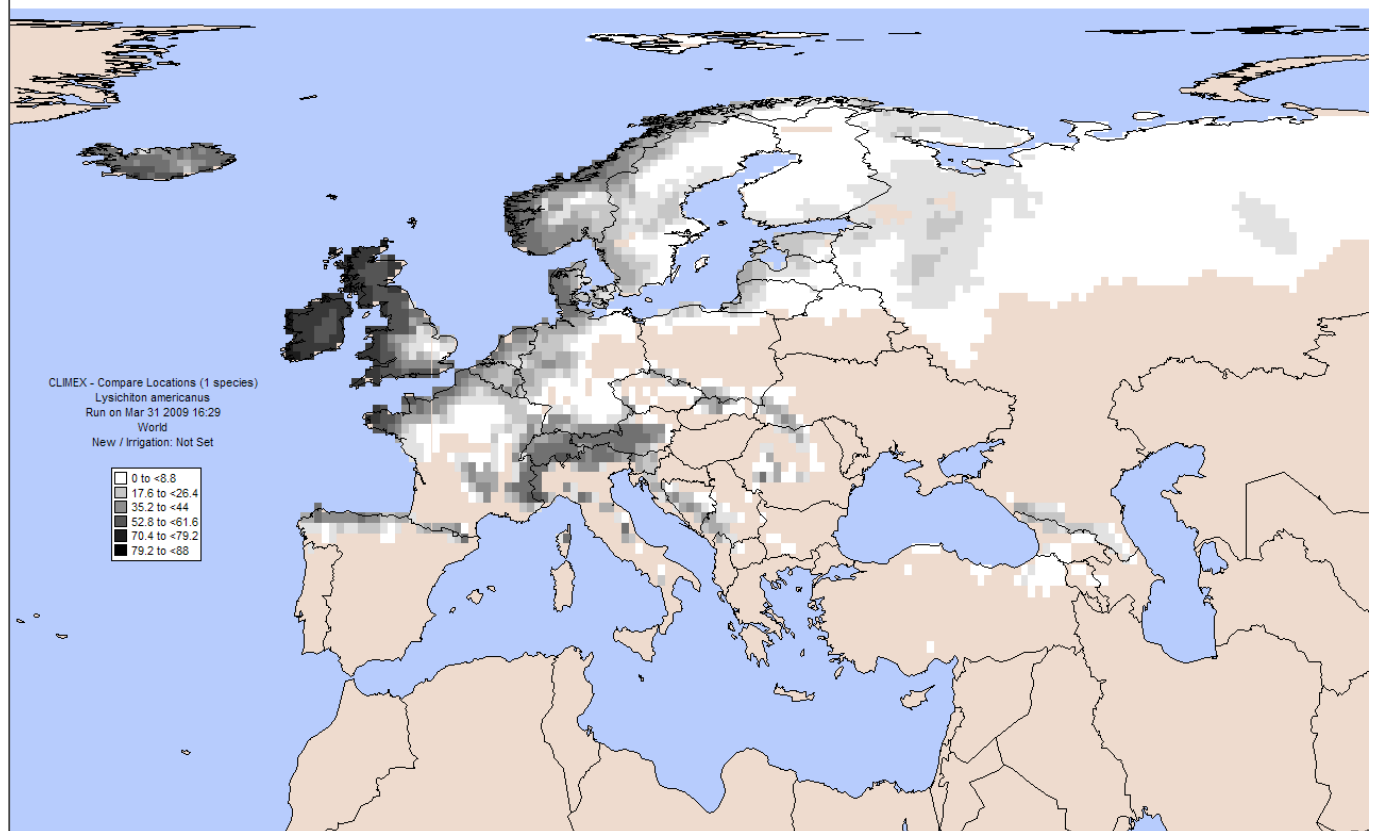 CLIMEX - Compare Locations (1 species)
Lysichiton americanus
Run on Mar 31 2009 16:29
World
New / Irrigation: Not Set
0 to <8.8
17.6 to <26.4
35.2 to <44
52.8 to <61.6
70.4 to <79.2
79.2 to <88